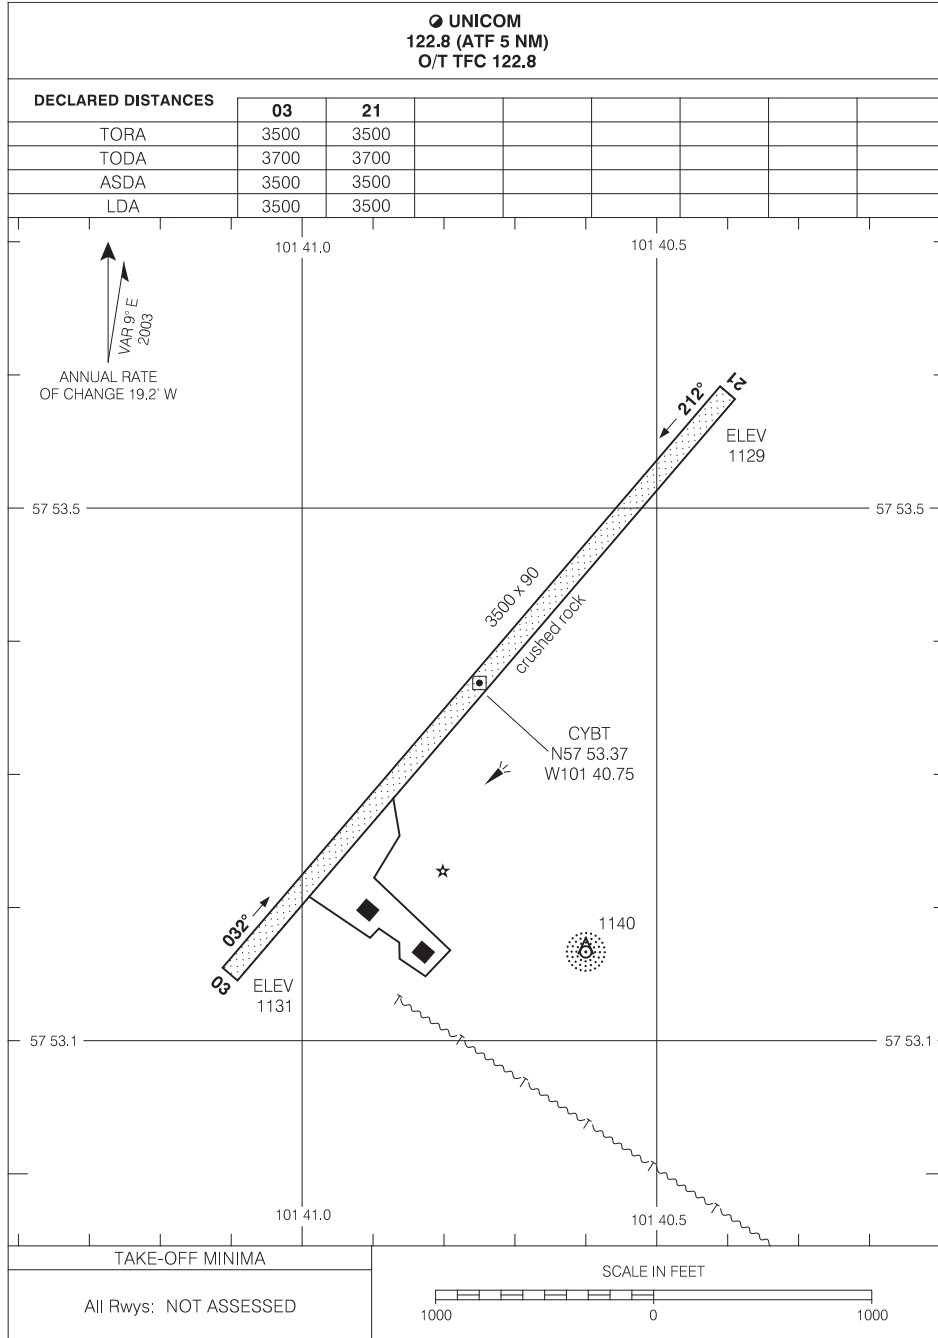 UNICOM
122.8 (ATF 5 NM)
O/T TFC 122.8
DECLARED DISTANCES 03 21
TORA 3500 3500
TODA 3700 3700
ASDA 3500 3500
LDA 3500 3500
101 41.0 101 40.5
VAR 9° E
2003
ANNUAL RATE
OF CHANGE 19.2' W
21
212°
ELEV
1129
57 53.5 57 53.5
3500 x 90
crushed rock
CYBT
N57 53.37
W101 40.75
032°
03
ELEV
1131
1140
57 53.1 57 53.1
101 41.0 101 40.5
TAKE-OFF MINIMA
All Rwys: NOT ASSESSED
SCALE IN FEET
1000 0 1000